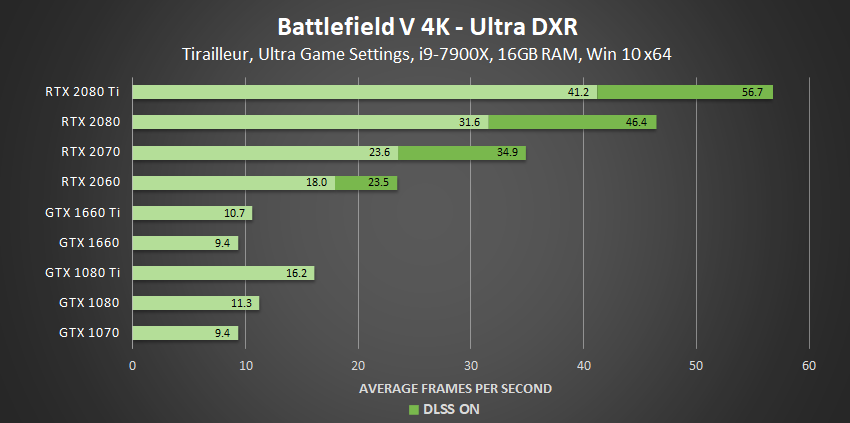 Battlefield V 4K - Ultra DXR
Tirailleur, Ultra Game Settings, i9-7900X, 16GB RAM, Win 10 x64
RTX 2080 Ti 41.2 56.7
RTX 2080 31.6 46.4
RTX 2070 23.6 34.9
RTX 2060 18.0 23.5
GTX 1660 Ti 10.7
GTX 1660 9.4
GTX 1080 Ti 16.2
GTX 1080 11.3
GTX 1070 9.4
0 10 20 30 40 50 60
AVERAGE FRAMES PER SECOND
DLSS ON